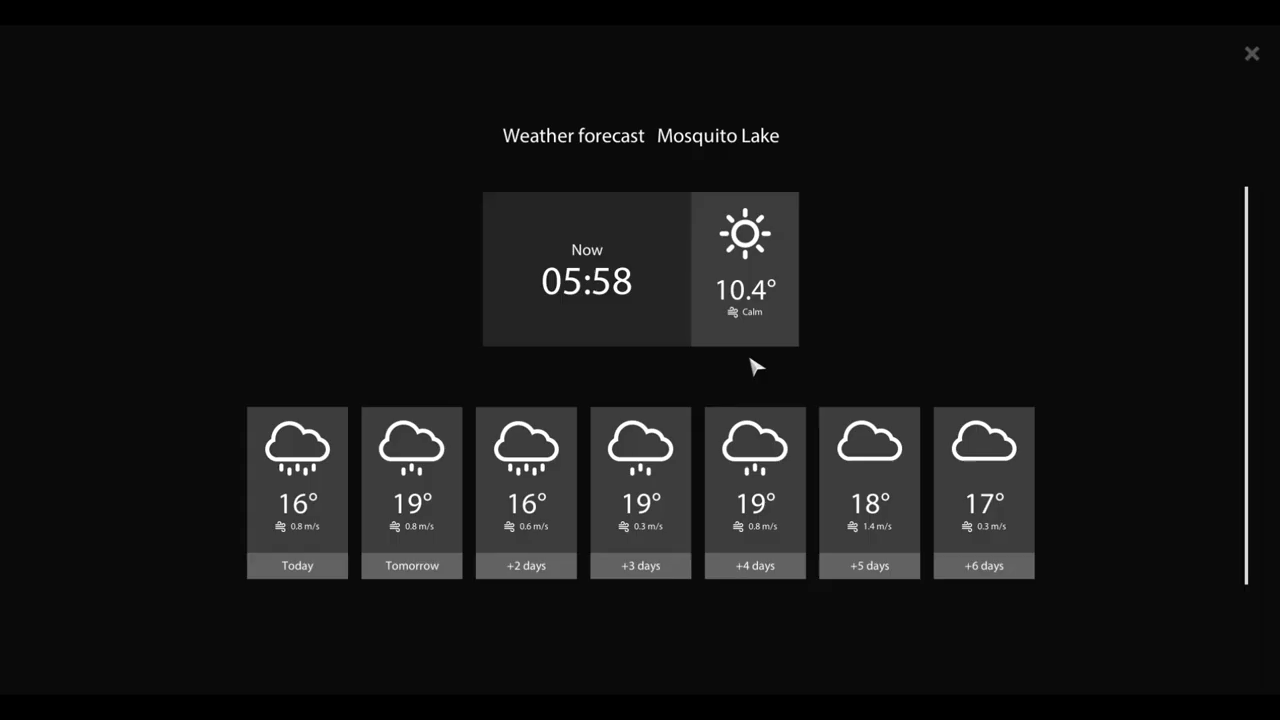 Weather forecast Mosquito Lake
Now
05:58
10.4°
Calm
16° 19° 16° 19° 19° 18° 17°
0.8 m/s 0.8 m/s 0.6 m/s 0.3 m/s 0.8 m/s 1.4 m/s 0.3 m/s
Today Tomorrow +2 days +3 days +4 days +5 days +6 days